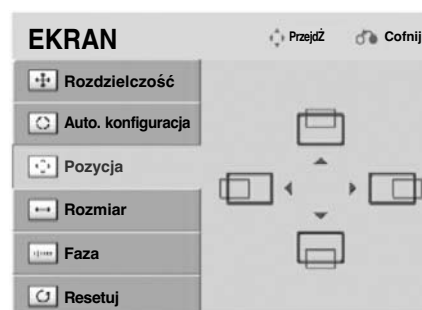 EKRAN
PrzejdŹ
Cofnij
Rozdzielczość
Auto. konfiguracja
Pozycja
Rozmiar
Faza
Resetuj